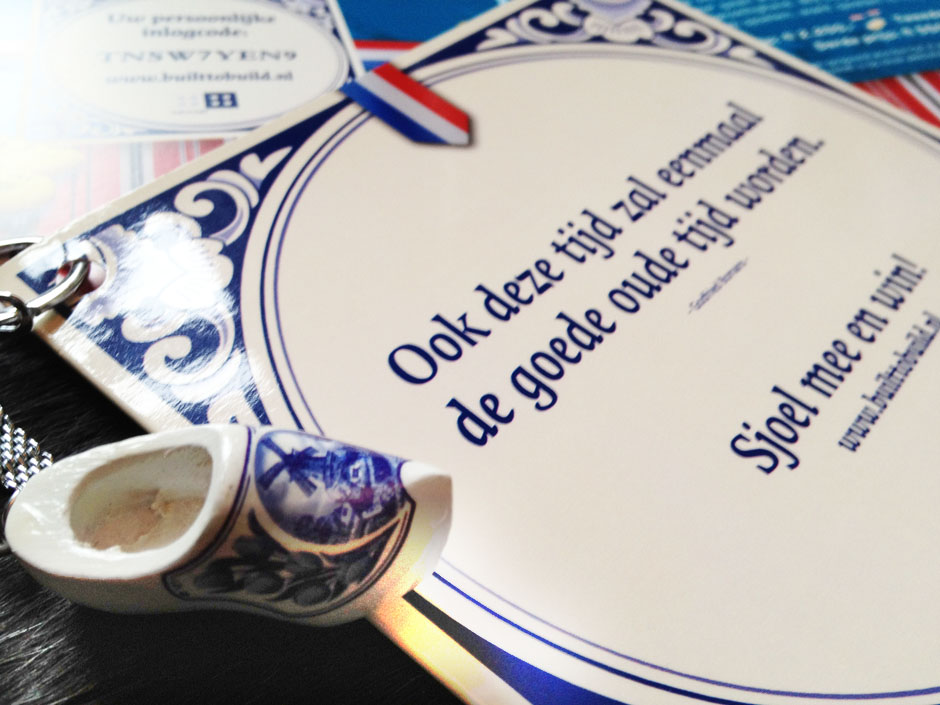 Uw persoonlijke
inlogcode:
TN5W7YEN9
www.builttobuild.nl
Ook deze tijd zal eenmaal
de goede oude tijd worden.
Sjoel mee en win!
www.builttobuild.nl